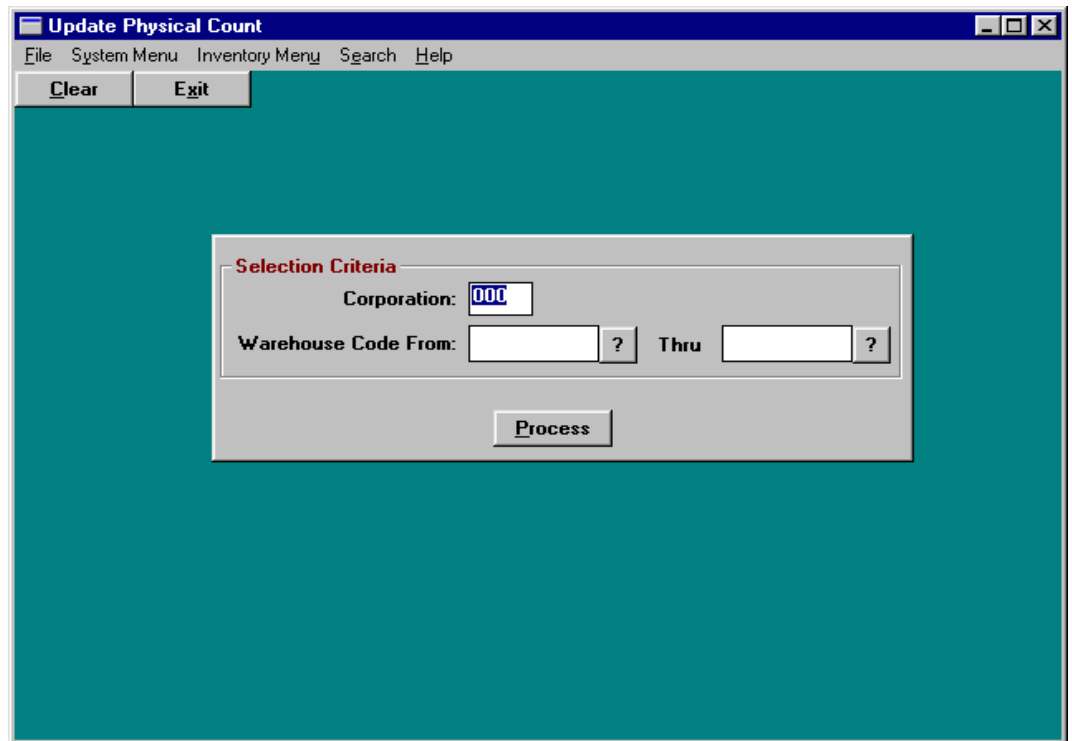 Update Physical Count
File System Menu Inventory Menu Search Help
Clear Exit
Selection Criteria
Corporation: 000
Warehouse Code From: ? Thru ?
Process